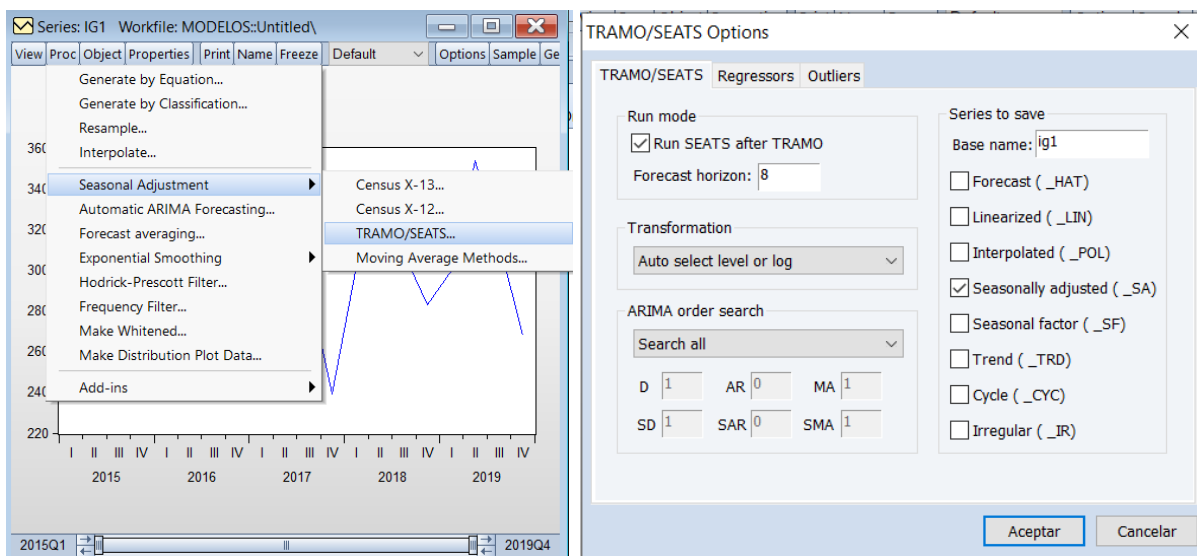 Series: IG1 Workfile: MODELOS::Untitled\
View Proc Object Properties Print Name Freeze Default Options Sample Ge
Generate by Equation...
Generate by Classification...
Resample...
Interpolate...
Seasonal Adjustment
Automatic ARIMA Forecasting...
Forecast averaging...
Exponential Smoothing
Hodrick-Prescott Filter...
Frequency Filter...
Make Whitened...
Make Distribution Plot Data...
Add-ins
Census X-13...
Census X-12...
TRAMO/SEATS...
Moving Average Methods...
360
340
320
300
280
260
240
220
I II III IV I II III IV I II III IV I II III IV I II III IV
2015 2016 2017 2018 2019
2015Q1 2019Q4
TRAMO/SEATS Options
TRAMO/SEATS Regressors Outliers
Run mode
Run SEATS after TRAMO
Forecast horizon: 8
Transformation
Auto select level or log
ARIMA order search
Search all
D 1 AR 0 MA 1
SD 1 SAR 0 SMA 1
Series to save
Base name: ig1
Forecast ( _HAT)
Linearized ( _LIN)
Interpolated ( _POL)
Seasonally adjusted ( _SA)
Seasonal factor ( _SF)
Trend ( _TRD)
Cycle ( _CYC)
Irregular ( _IR)
Aceptar Cancelar